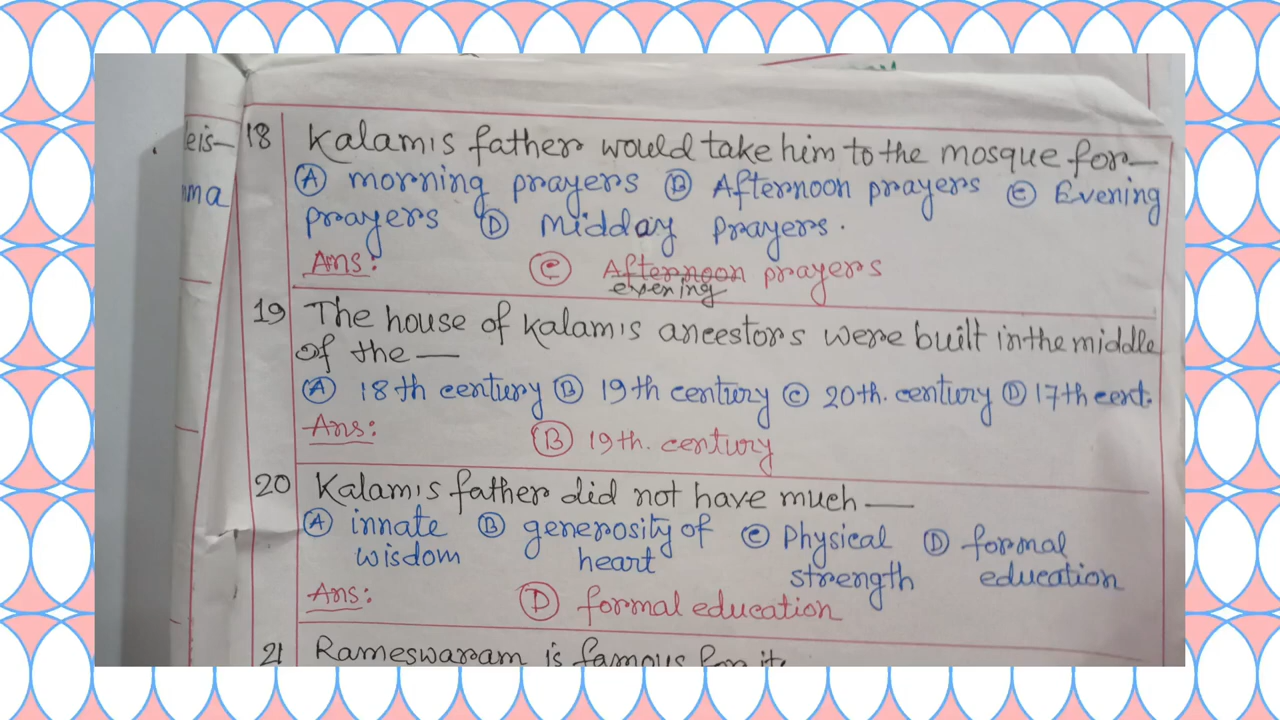 eis-
mma
18 Kalam's father would take him to the mosque for—
(A) morning prayers (B) Afternoon prayers (C) Evening
prayers (D) Midday prayers.
Ans: (C) Afternoon prayers
evening
19 The house of Kalam's ancestors were built in the middle
of the —
(A) 18th century (B) 19th century (C) 20th. century (D) 17th cent.
Ans: (B) 19th. century
20 Kalam's father did not have much —
(A) innate (B) generosity of (C) Physical (D) formal
wisdom heart strength education
Ans: (D) formal education
21 Rameswaram is famous for its